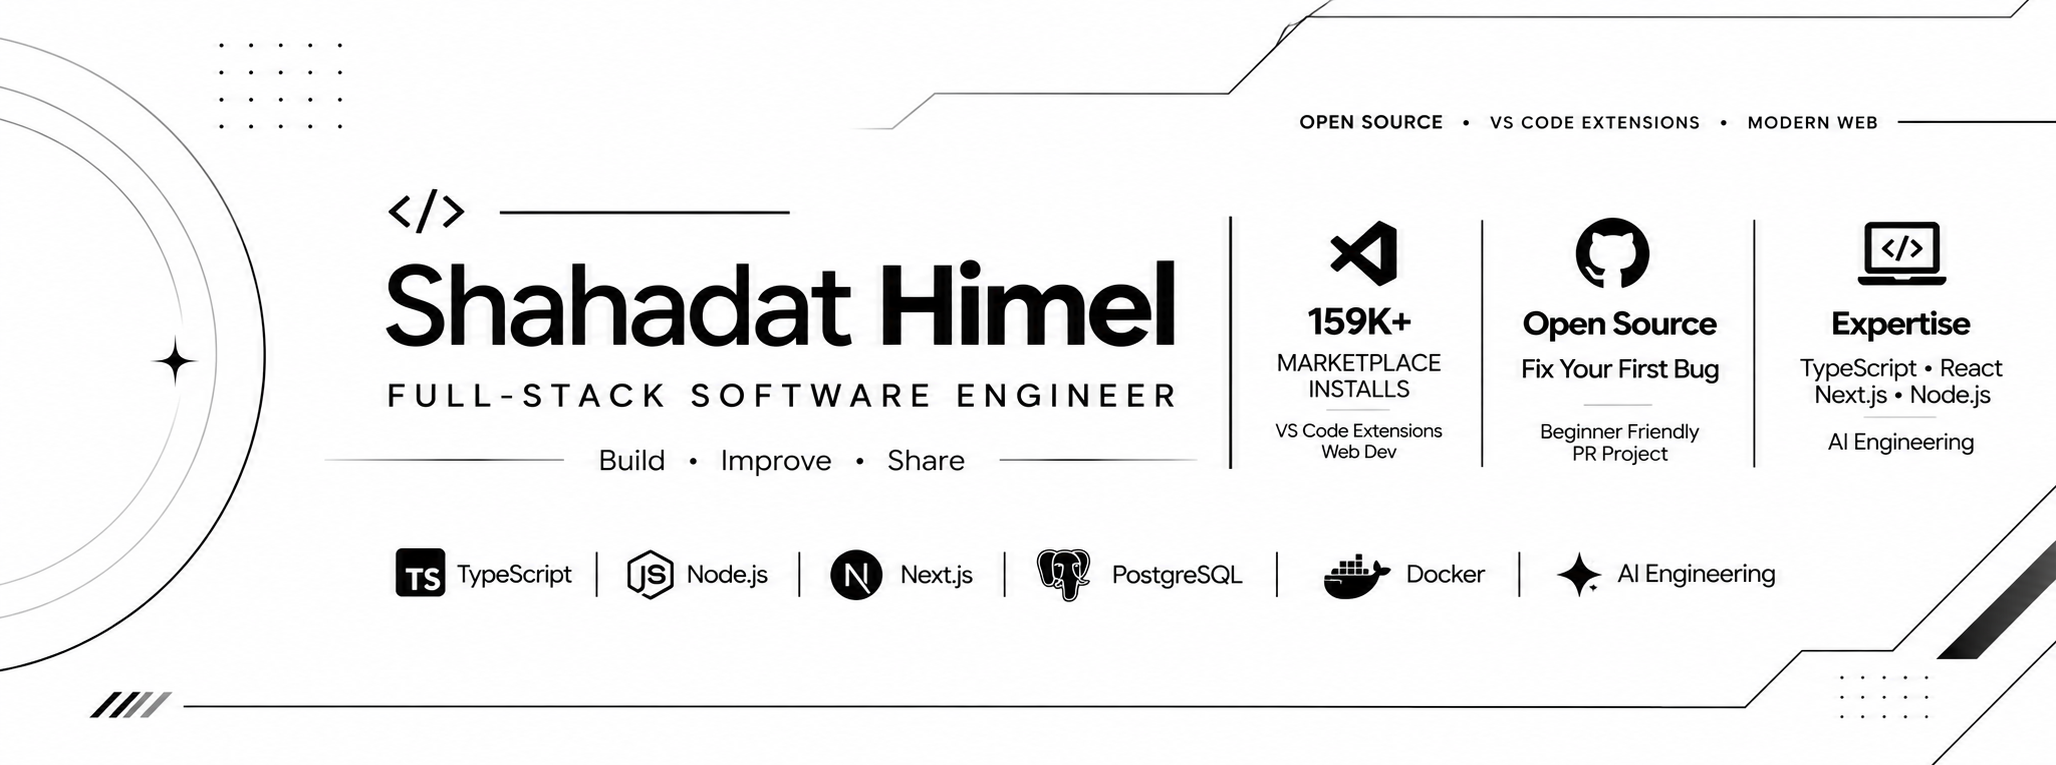 OPEN SOURCE • VS CODE EXTENSIONS • MODERN WEB
</>
Shahadat Himel
FULL-STACK SOFTWARE ENGINEER
Build • Improve • Share
159K+
MARKETPLACE
INSTALLS
VS Code Extensions
Web Dev
Open Source
Fix Your First Bug
Beginner Friendly
PR Project
</>
Expertise
TypeScript • React
Next.js • Node.js
AI Engineering
TS TypeScript
JS Node.js
N Next.js
PostgreSQL
Docker
AI Engineering